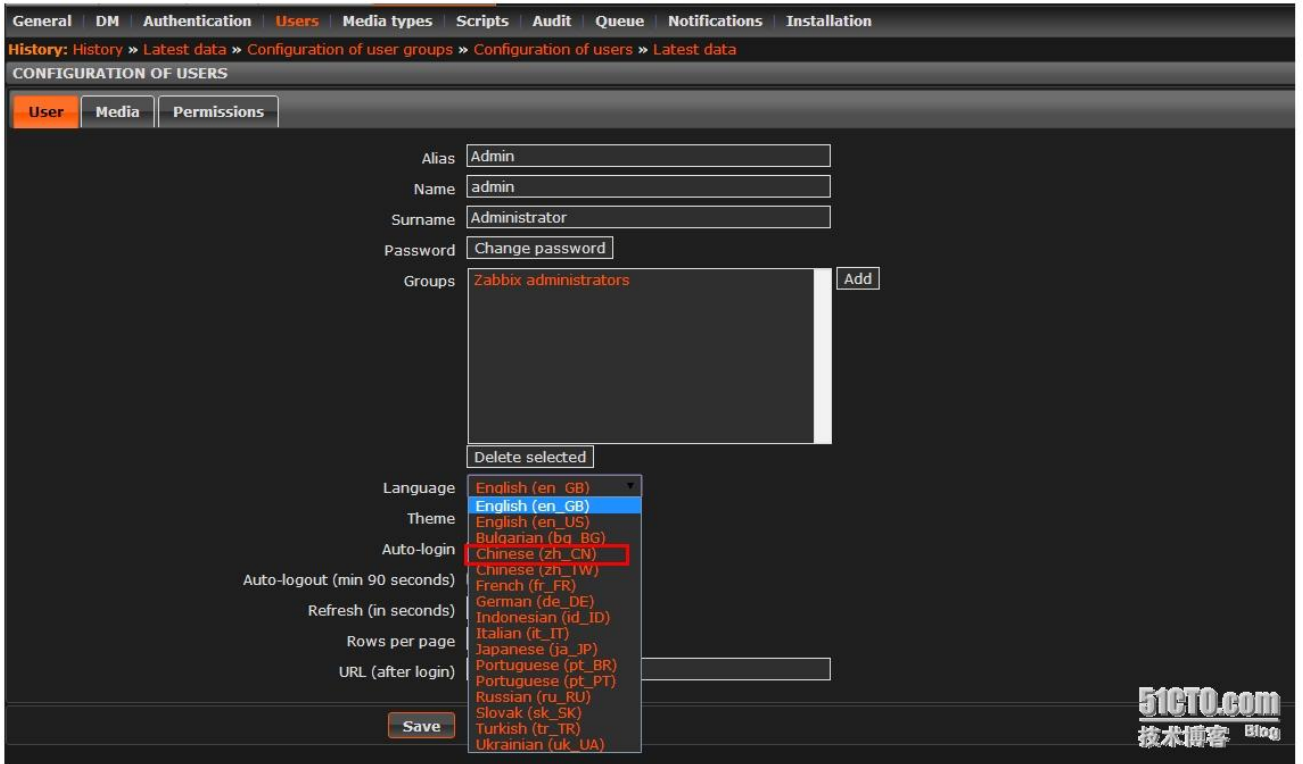 General DM Authentication Users Media types Scripts Audit Queue Notifications Installation
History: History » Latest data » Configuration of user groups » Configuration of users » Latest data
CONFIGURATION OF USERS
User Media Permissions
Alias Admin
Name admin
Surname Administrator
Password Change password
Groups Zabbix administrators Add
Delete selected
Language English (en_GB)
English (en_GB)
Theme
English (en_US)
Bulgarian (bg_BG)
Auto-login
Chinese (zh_CN)
Chinese (zh_TW)
Auto-logout (min 90 seconds)
French (fr_FR)
German (de_DE)
Refresh (in seconds)
Indonesian (id_ID)
Italian (it_IT)
Rows per page
Japanese (ja_JP)
Portuguese (pt_BR)
URL (after login)
Portuguese (pt_PT)
Russian (ru_RU)
Slovak (sk_SK)
Save
Turkish (tr_TR)
Ukrainian (uk_UA)
51CTO.com
技术博客 Blog